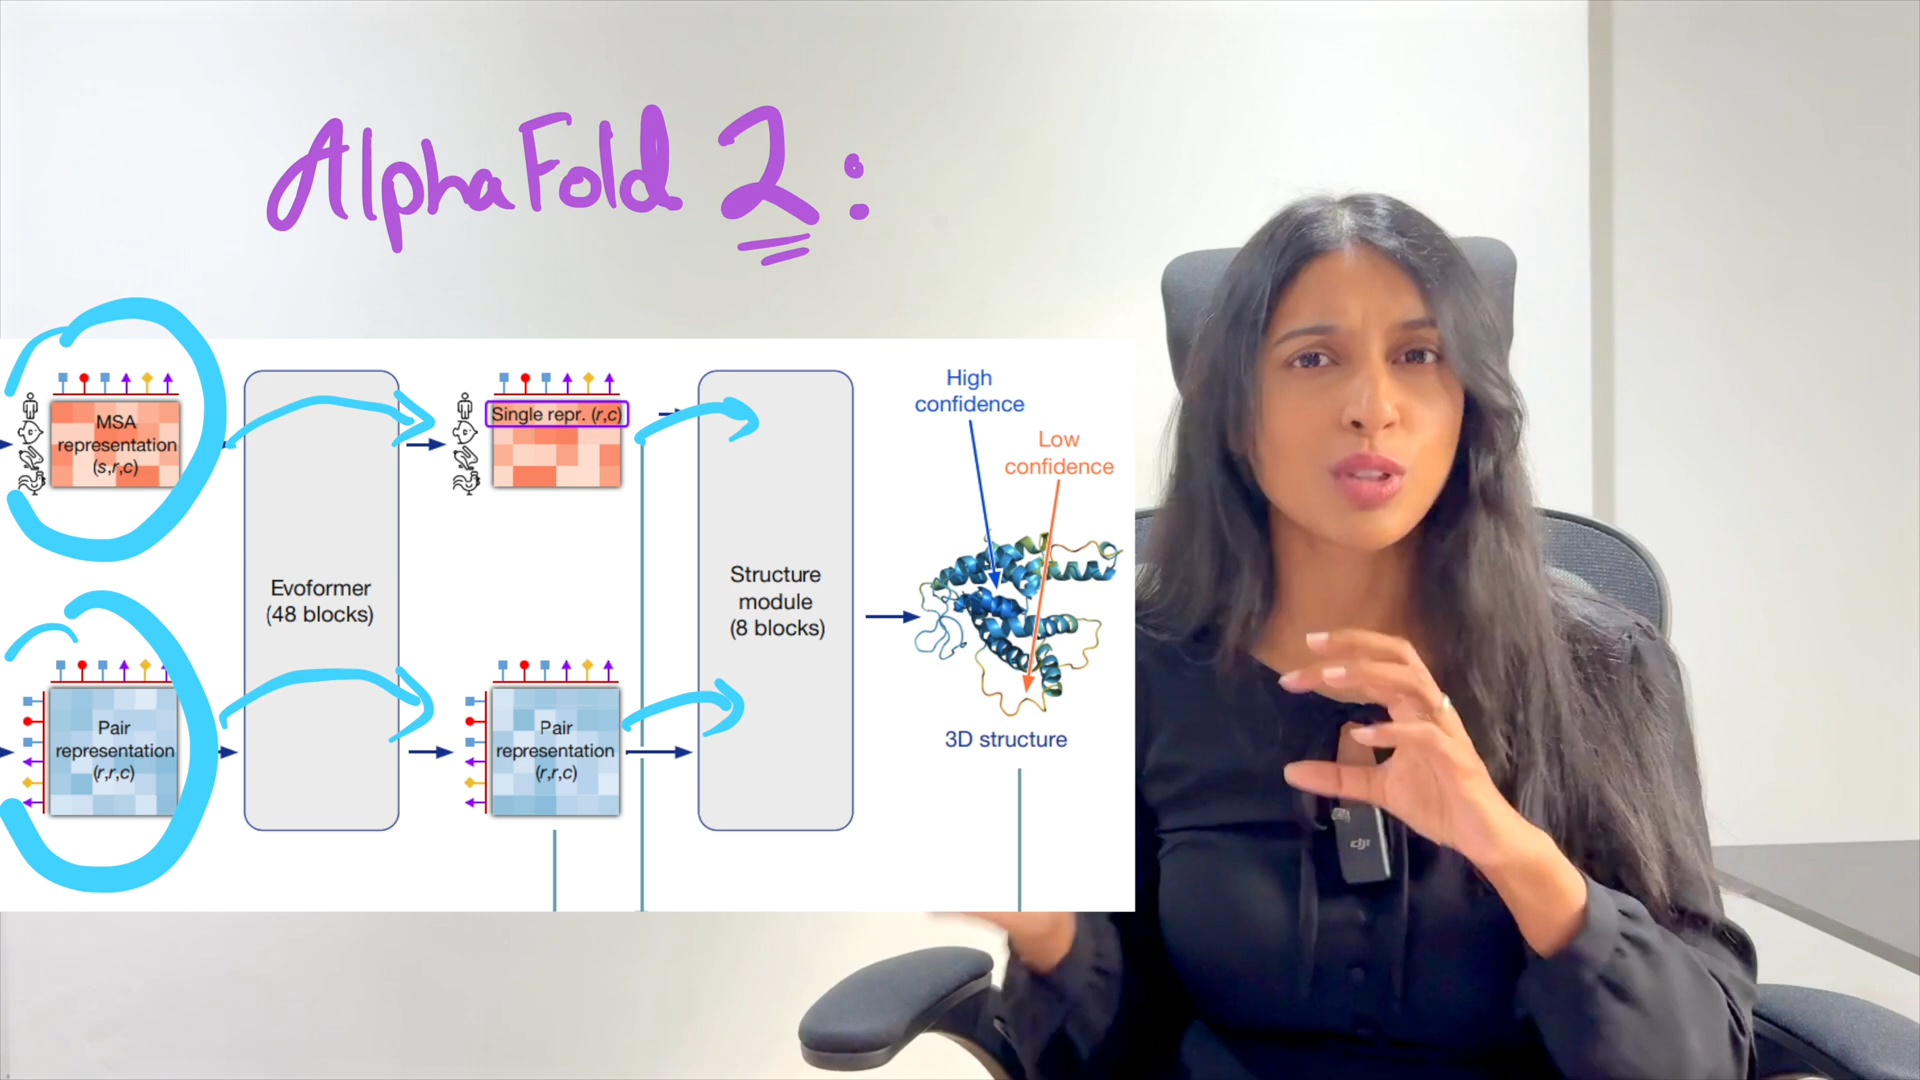 AlphaFold 2:
MSA
representation
(s,r,c)
Evoformer
(48 blocks)
Single repr. (r,c)
Structure
module
(8 blocks)
High
confidence
Low
confidence
3D structure
Pair
representation
(r,r,c)
Pair
representation
(r,r,c)
dji